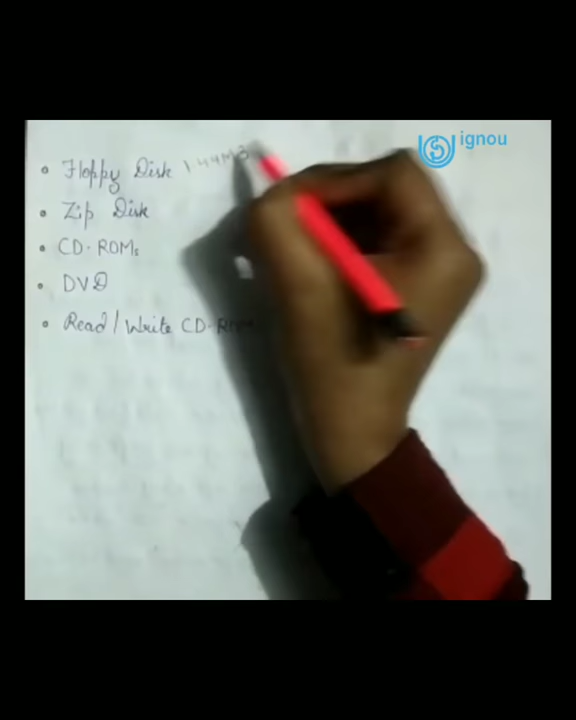 ignou
• Floppy Disk 1.44MB
• Zip Disk
• CD-ROMs
• DVD
• Read/Write CD-ROM